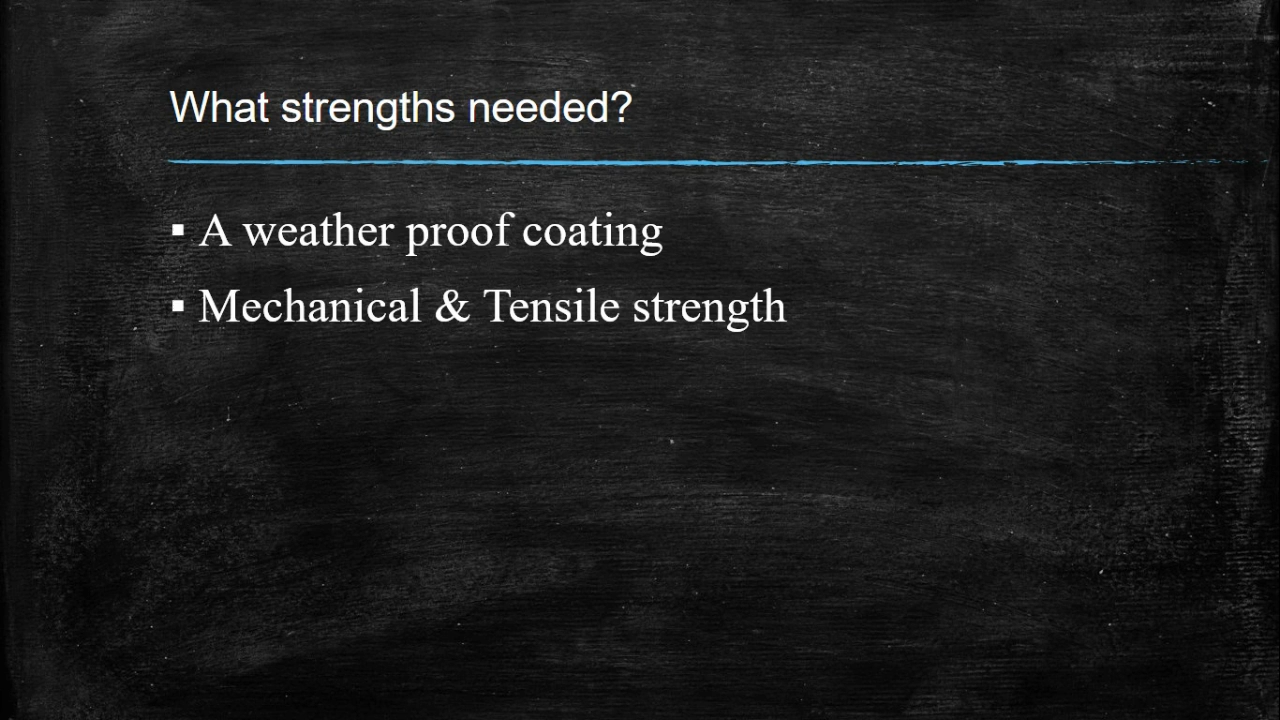 What strengths needed?
▪ A weather proof coating
▪ Mechanical & Tensile strength